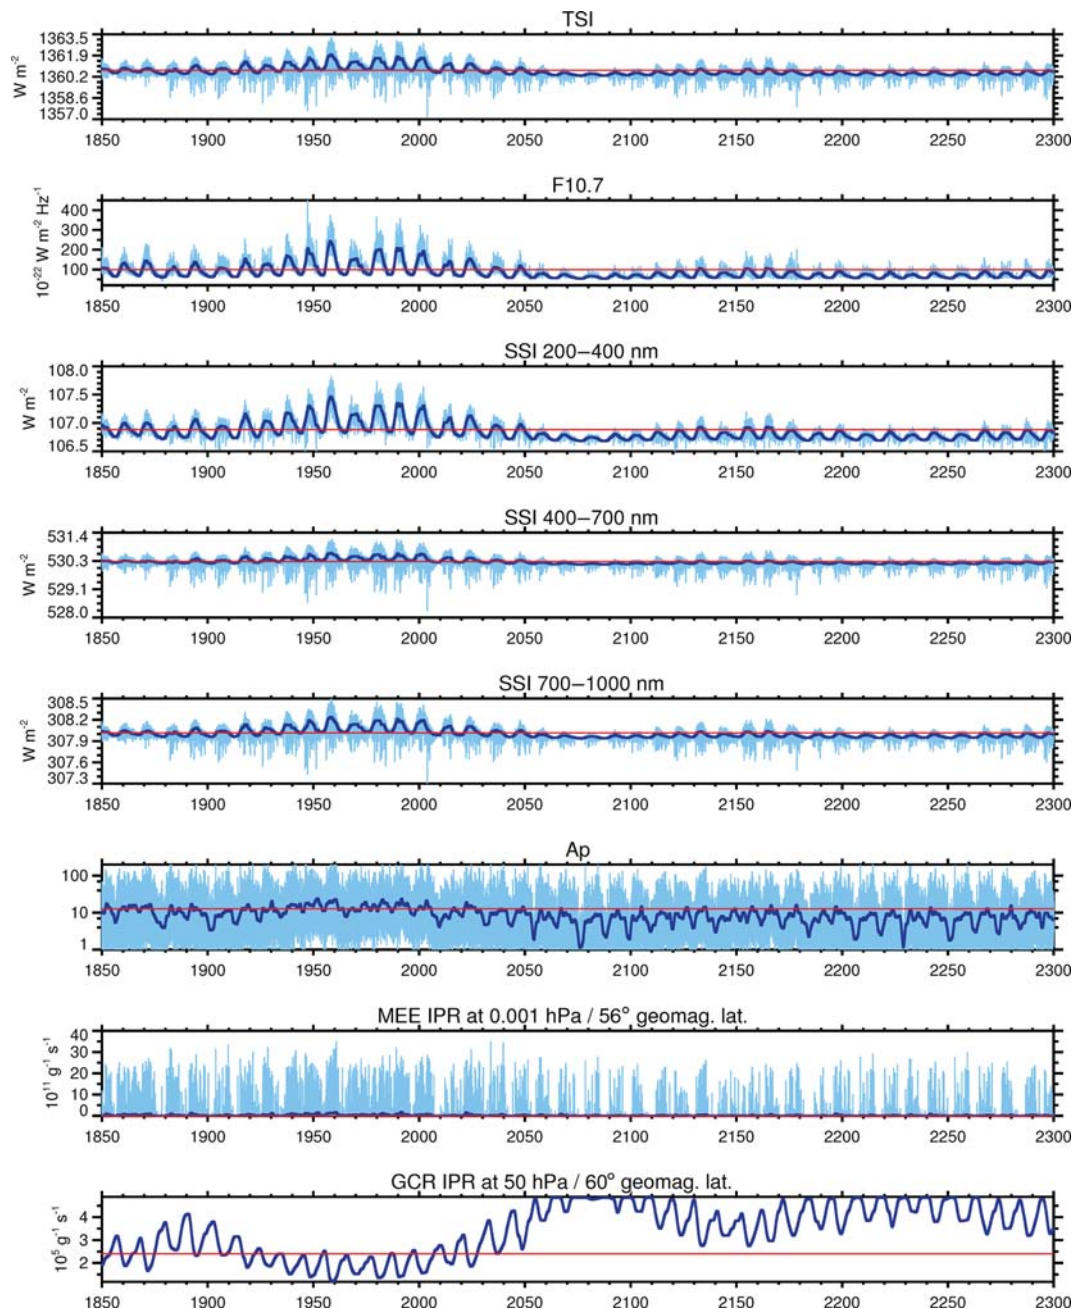 TSI
W m-2
1363.5
1361.9
1360.2
1358.6
1357.0
1850 1900 1950 2000 2050 2100 2150 2200 2250 2300
F10.7
10-22 W m-2 Hz-1
400
300
200
100
1850 1900 1950 2000 2050 2100 2150 2200 2250 2300
SSI 200–400 nm
W m-2
108.0
107.5
107.0
106.5
1850 1900 1950 2000 2050 2100 2150 2200 2250 2300
SSI 400–700 nm
W m-2
531.4
530.3
529.1
528.0
1850 1900 1950 2000 2050 2100 2150 2200 2250 2300
SSI 700–1000 nm
W m-2
308.5
308.2
307.9
307.6
307.3
1850 1900 1950 2000 2050 2100 2150 2200 2250 2300
Ap
100
10
1
1850 1900 1950 2000 2050 2100 2150 2200 2250 2300
MEE IPR at 0.001 hPa / 56° geomag. lat.
1011 g-1 s-1
40
30
20
10
0
1850 1900 1950 2000 2050 2100 2150 2200 2250 2300
GCR IPR at 50 hPa / 60° geomag. lat.
105 g-1 s-1
4
3
2
1850 1900 1950 2000 2050 2100 2150 2200 2250 2300